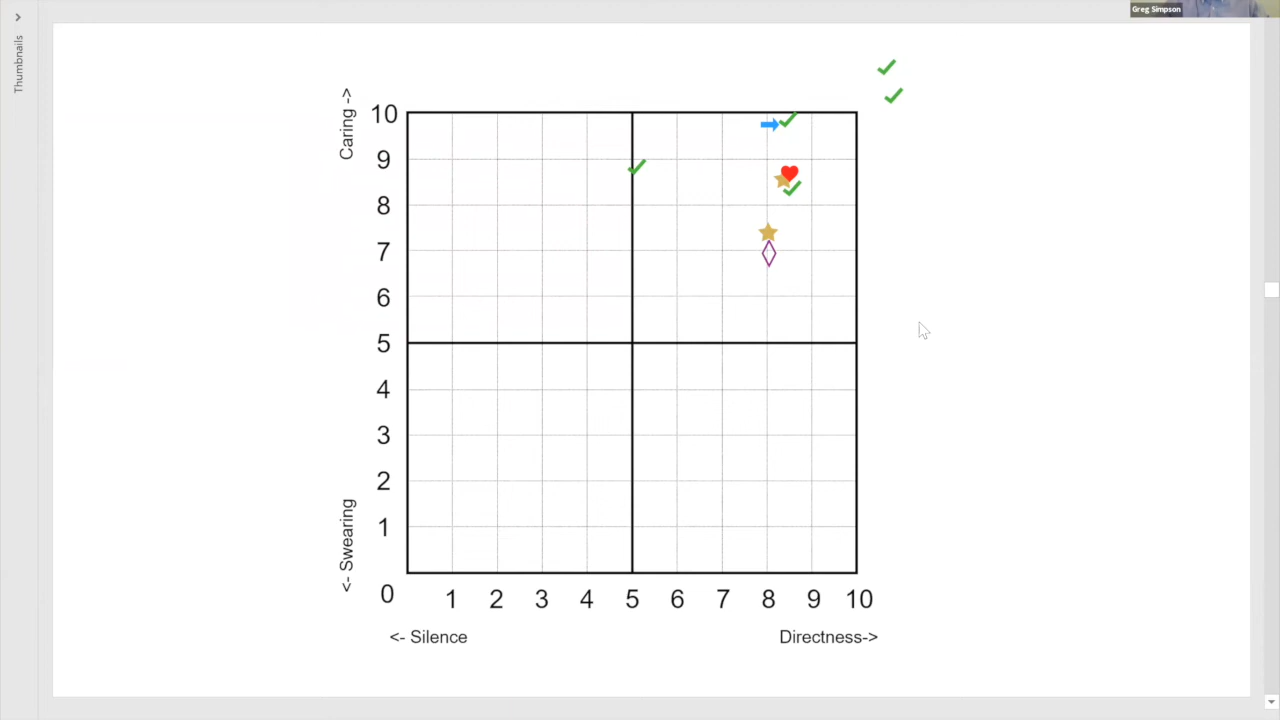 Greg Simpson
Thumbnails
Caring ->
<- Swearing
10
9
8
7
6
5
4
3
2
1
0
1 2 3 4 5 6 7 8 9 10
<- Silence
Directness->